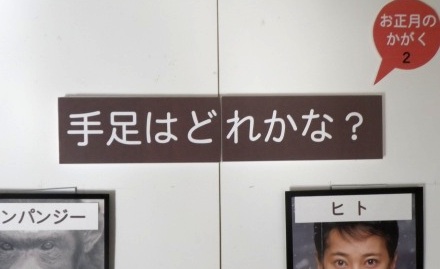 お正月の
かがく
2
手足はどれかな？
ンパンジー
ヒト